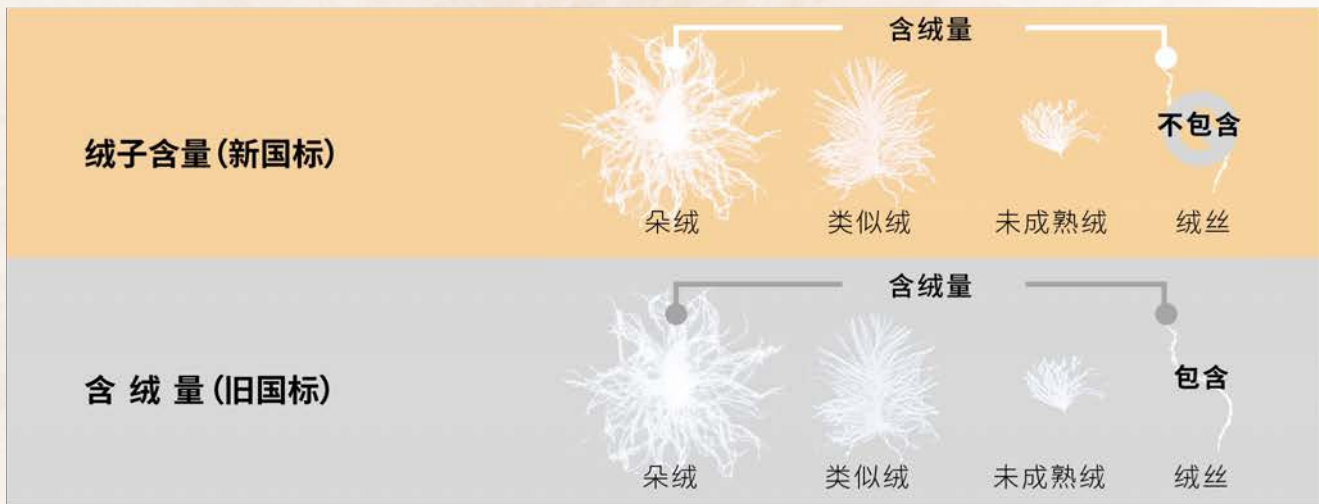 含绒量
绒子含量(新国标)
不包含
朵绒 类似绒 未成熟绒 绒丝
含绒量
含 绒 量(旧国标)
包含
朵绒 类似绒 未成熟绒 绒丝